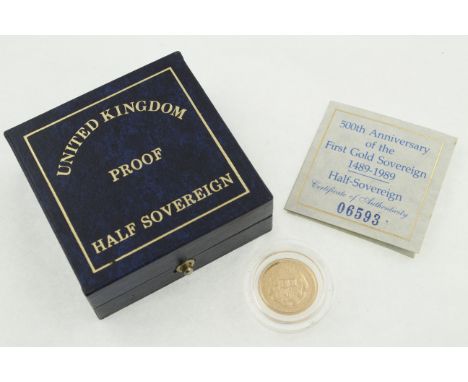 UNITED KINGDOM
PROOF
HALF SOVEREIGN
500th Anniversary
of the
First Gold Sovereign
1489-1989
Half-Sovereign
Certificate of Authenticity
06593